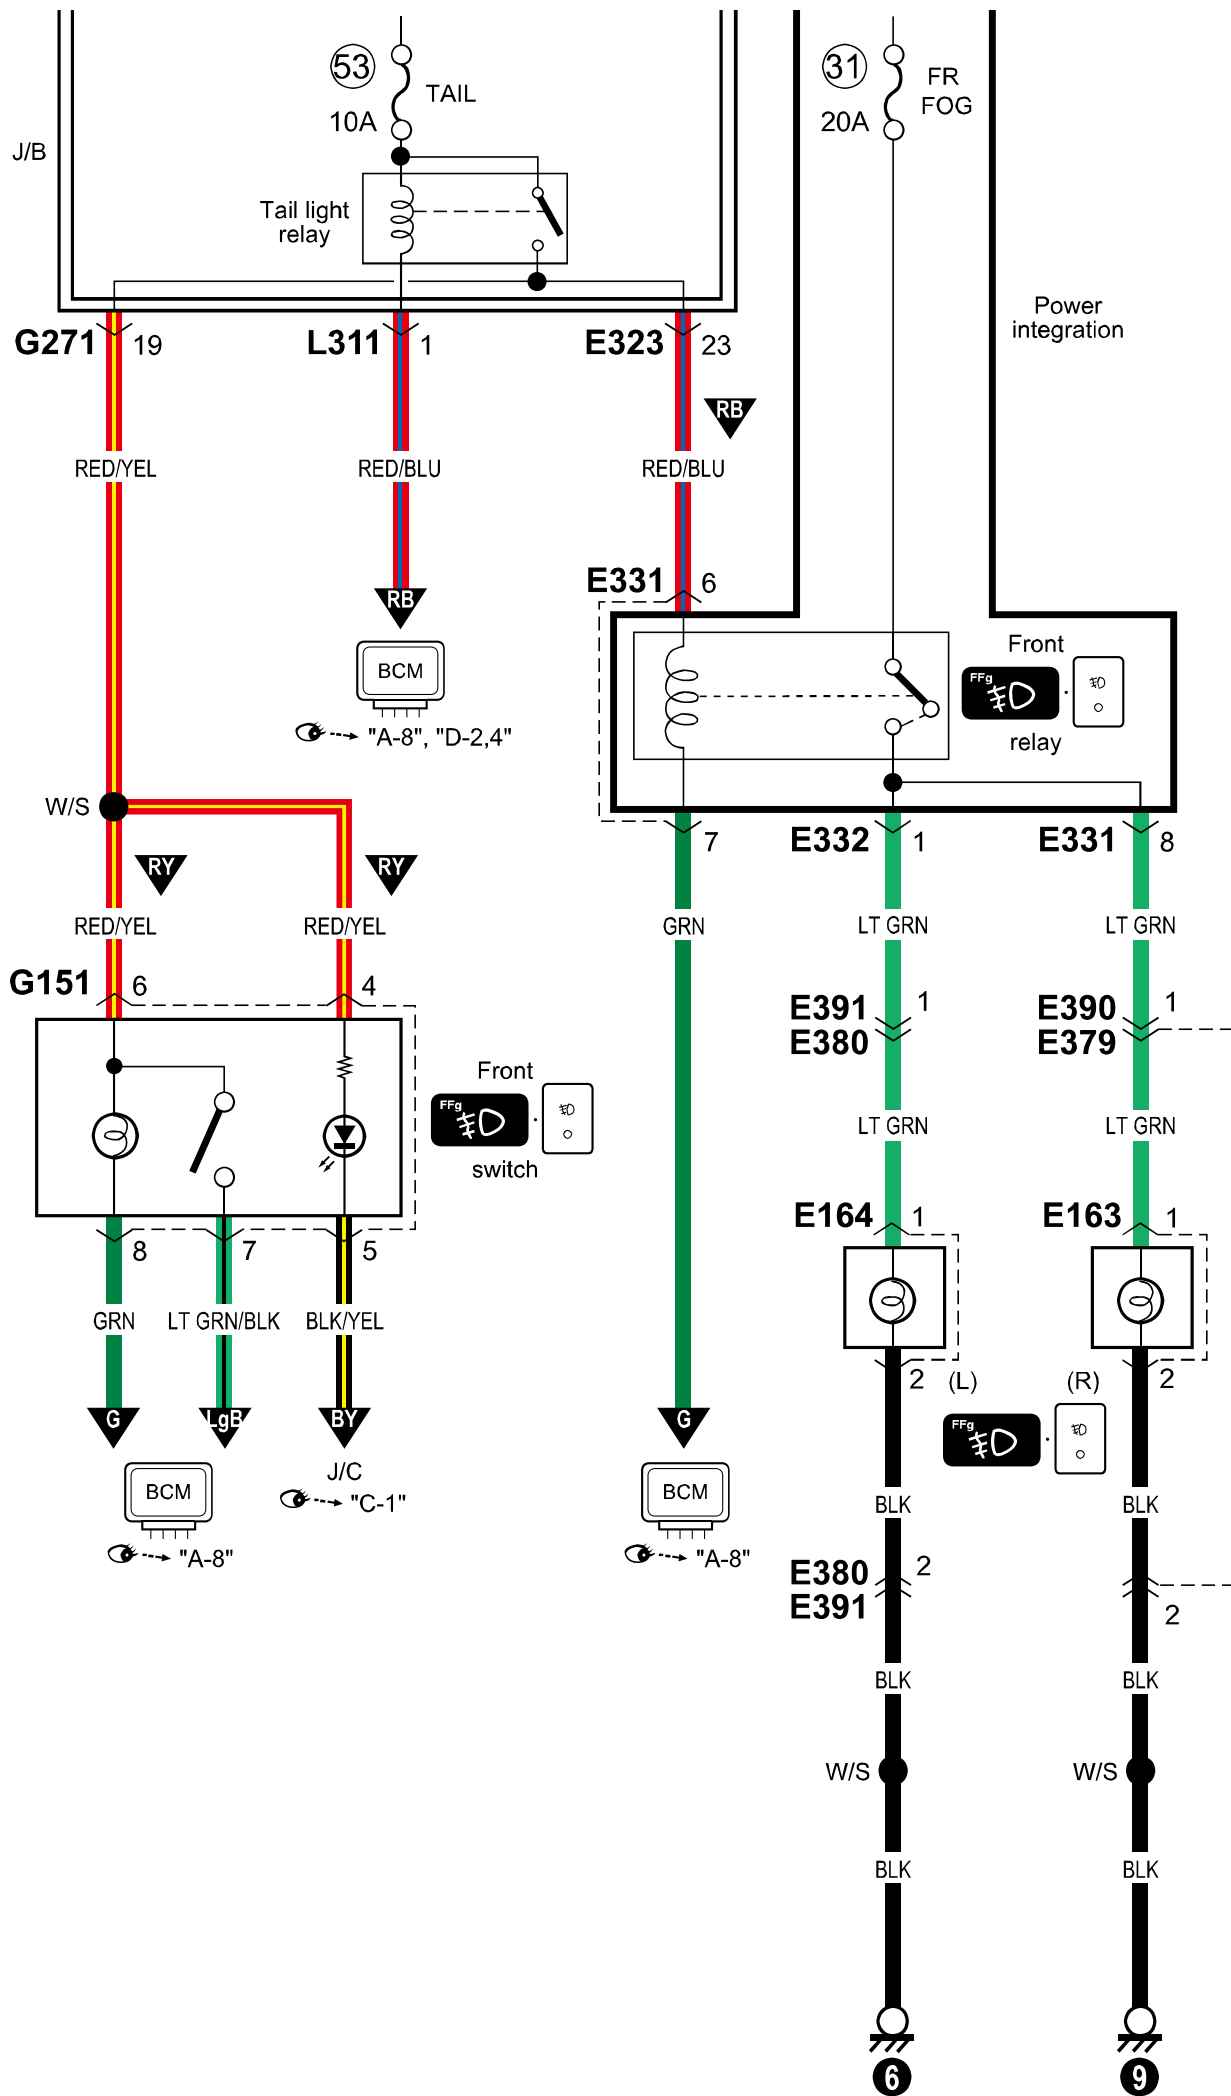 53
TAIL
10A
31
FR
FOG
20A
J/B
Tail light
relay
Power
integration
G271 19
L311 1
E323 23
RB
RED/YEL
RED/BLU
RED/BLU
E331 6
RB
BCM
"A-8", "D-2,4"
Front
FFg
relay
W/S
7
E332 1
E331 8
RY
RY
RED/YEL
RED/YEL
GRN
LT GRN
LT GRN
G151 6
4
E391 1
E380
E390 1
E379
Front
FFg
switch
LT GRN
LT GRN
E164 1
E163 1
8
7
5
GRN
LT GRN/BLK
BLK/YEL
2 (L)
(R) 2
G
LgB
BY
G
FFg
J/C
"C-1"
BCM
"A-8"
BCM
"A-8"
BLK
BLK
E380 2
E391
2
BLK
BLK
W/S
W/S
BLK
BLK
6
9